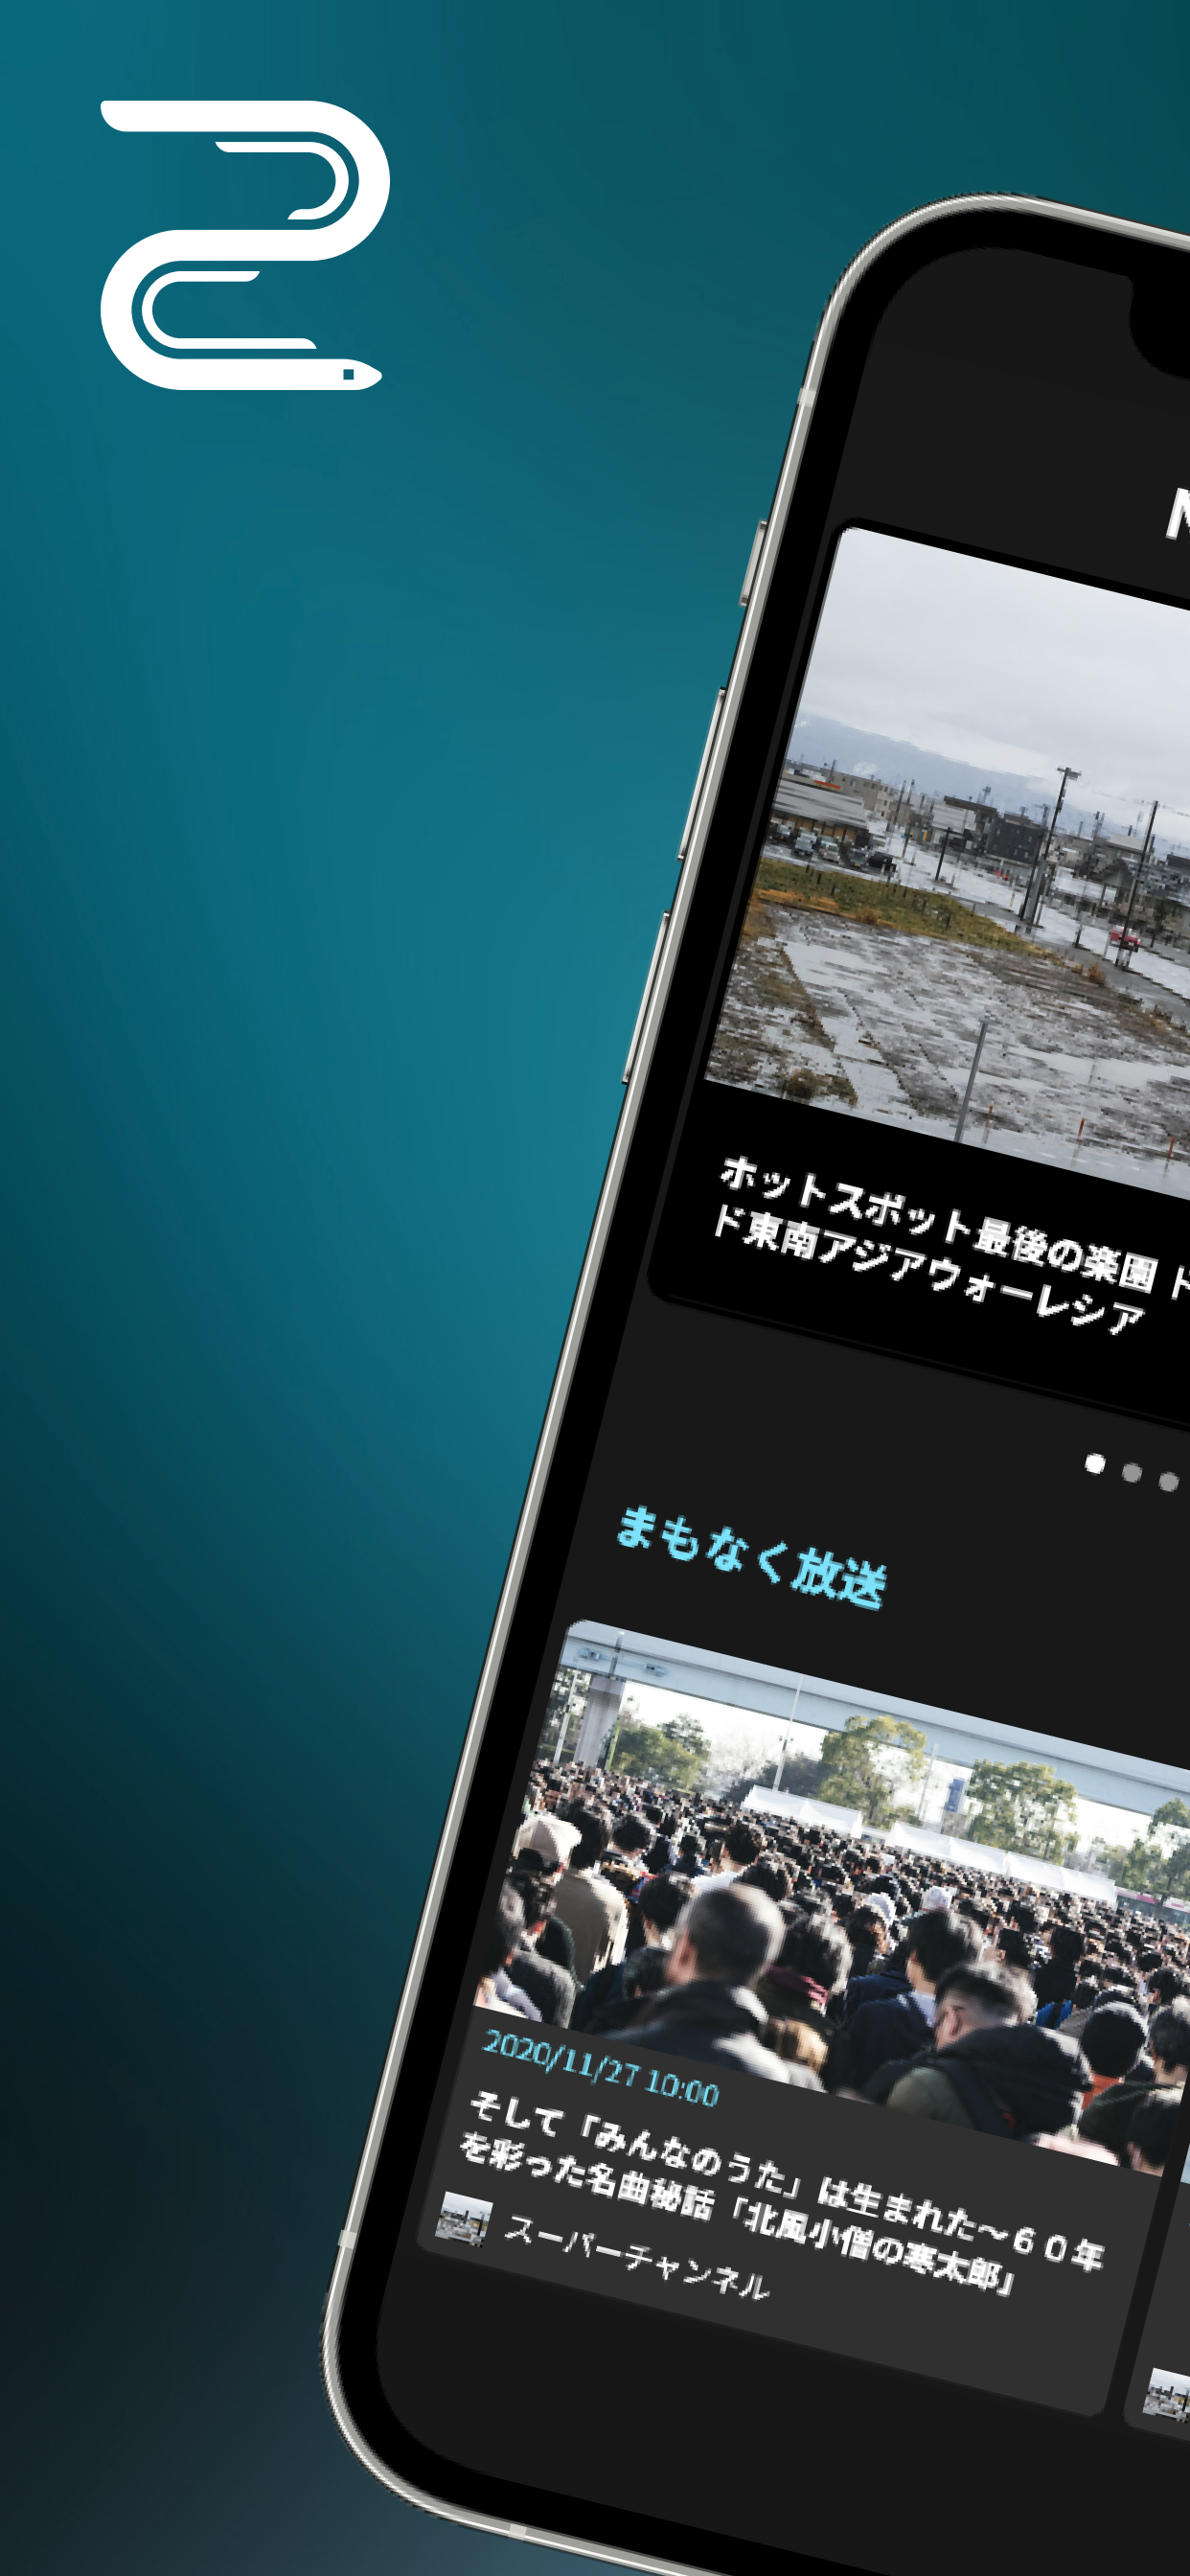 N
ホットスポット最後の楽園 ド
ド東南アジアウォーレシア
まもなく放送
2020/11/27 10:00
そして「みんなのうた」は生まれた〜６０年
を彩った名曲秘話「北風小僧の寒太郎」
スーパーチャンネル